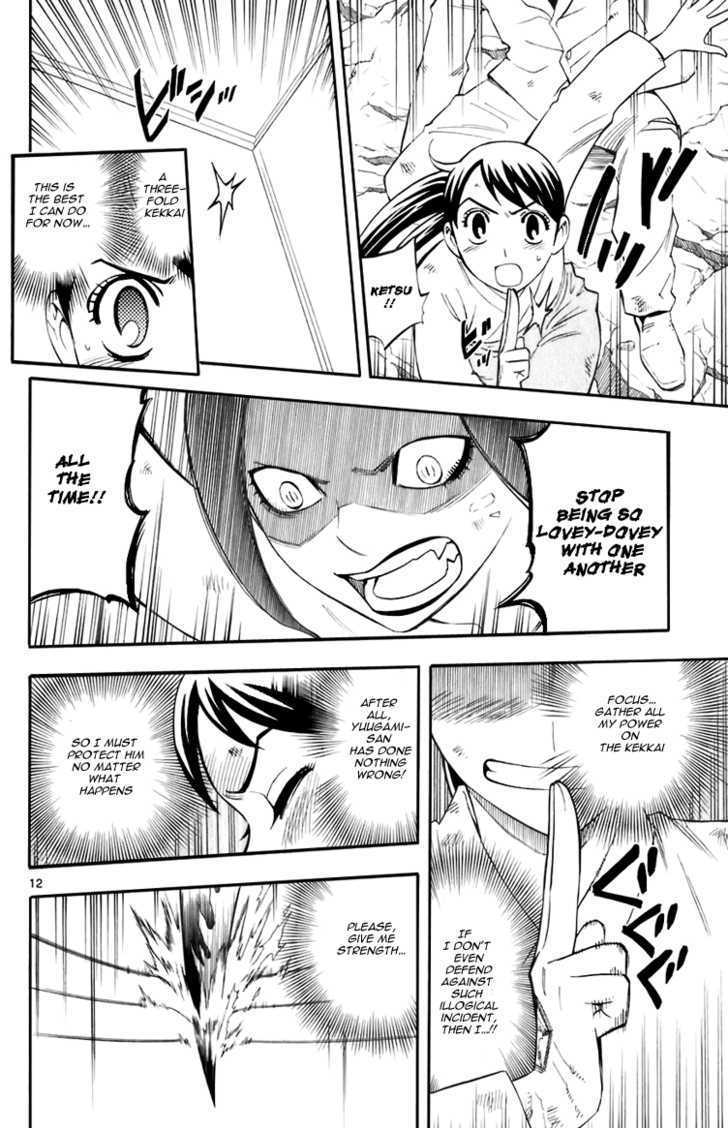 KETSU
!!
A
THREE-
FOLD
KEKKAI
THIS IS
THE BEST
I CAN DO
FOR NOW...
STOP
BEING SO
LOVEY-DOVEY
WITH ONE
ANOTHER
ALL
THE
TIME!!
FOCUS...
GATHER ALL
MY POWER
ON
THE KEKKAI
AFTER
ALL,
YUUGAMI-
SAN
HAS DONE
NOTHING
WRONG!
SO I MUST
PROTECT HIM
NO MATTER
WHAT
HAPPENS
IF
I DON'T
EVEN
DEFEND
AGAINST
SUCH
ILLOGICAL
INCIDENT,
THEN I...!!
PLEASE,
GIVE ME
STRENGTH...
12